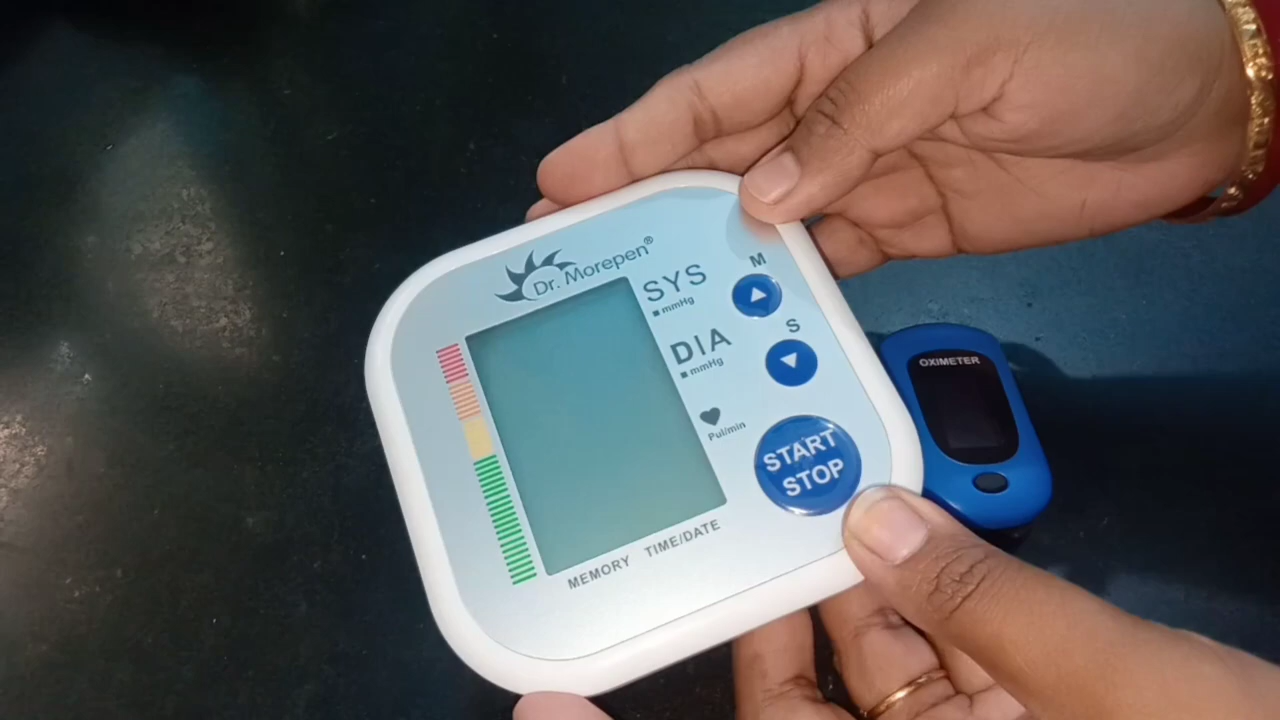 Dr. Morepen®
SYS
mmHg
DIA
mmHg
Pul/min
M
S
START
STOP
MEMORY TIME/DATE
OXIMETER